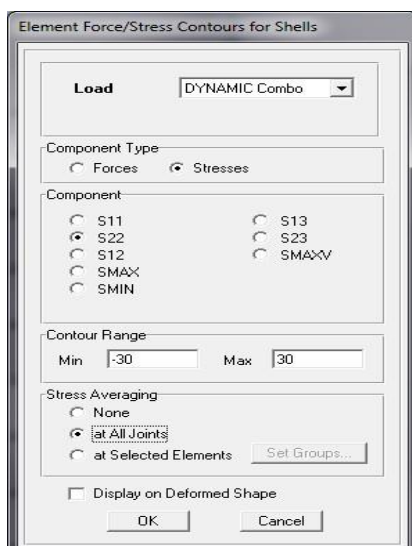 Element Force/Stress Contours for Shells
Load DYNAMIC Combo
Component Type
Forces Stresses
Component
S11 S13
S22 S23
S12 SMAXV
SMAX
SMIN
Contour Range
Min -30 Max 30
Stress Averaging
None
at All Joints
at Selected Elements Set Groups...
Display on Deformed Shape
OK Cancel